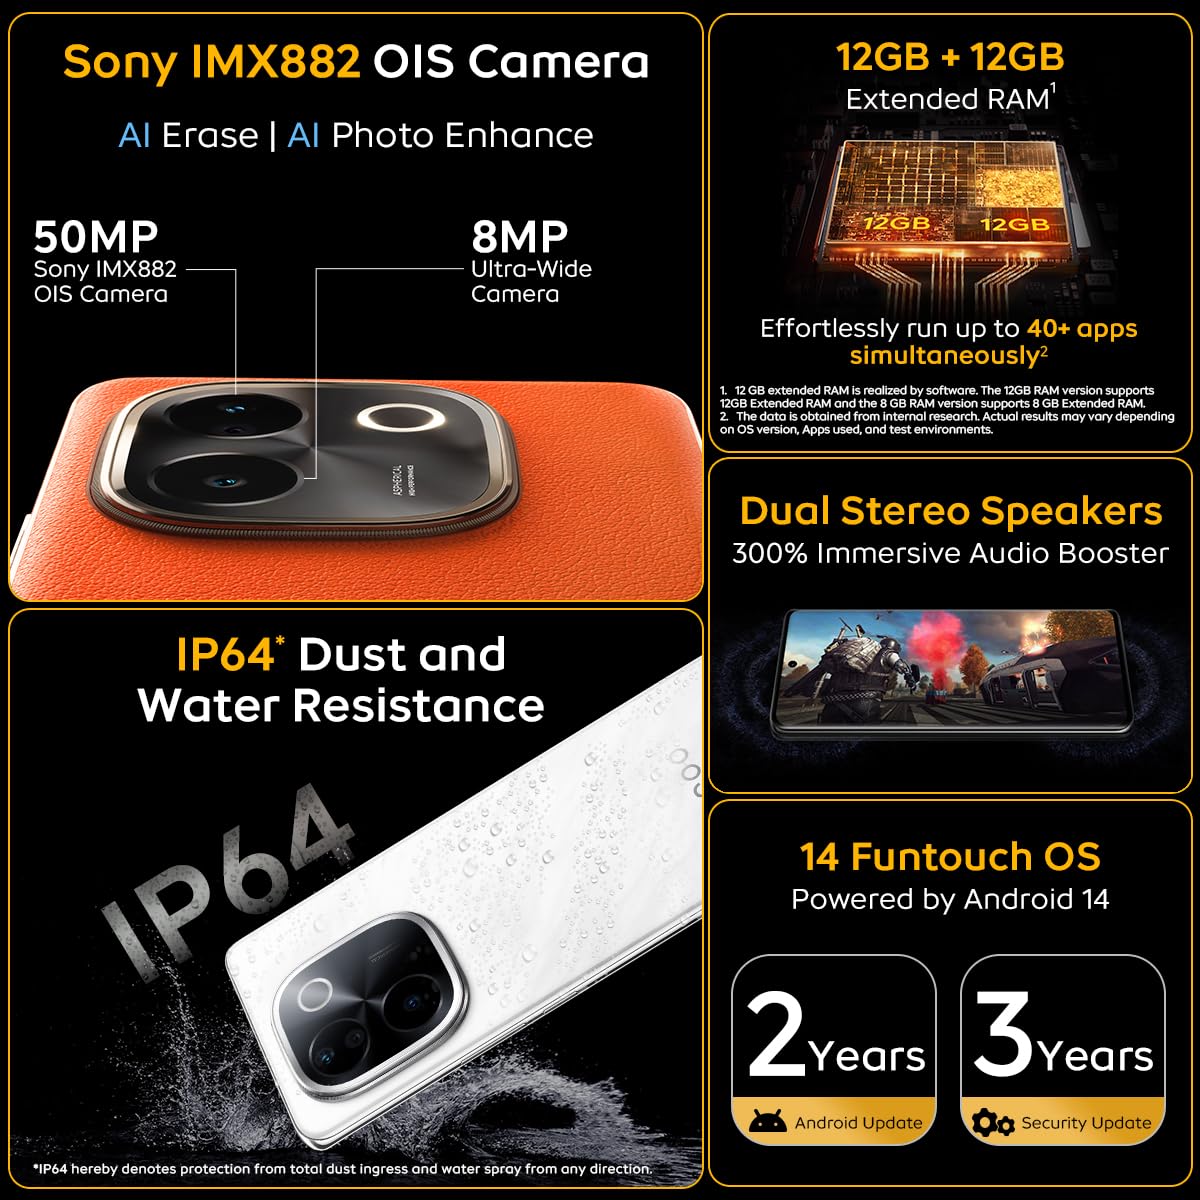 Sony IMX882 OIS Camera
AI Erase | AI Photo Enhance
50MP
Sony IMX882
OIS Camera
8MP
Ultra-Wide
Camera
ASPHERICAL
HIGH PERFORMANCE
12GB + 12GB
Extended RAM¹
12GB
12GB
Effortlessly run up to 40+ apps
simultaneously²
1. 12 GB extended RAM is realized by software. The 12GB RAM version supports
12GB Extended RAM and the 8 GB RAM version supports 8 GB Extended RAM.
2. The data is obtained from internal research. Actual results may vary depending
on OS version, Apps used, and test environments.
Dual Stereo Speakers
300% Immersive Audio Booster
IP64* Dust and
Water Resistance
IP64
*IP64 hereby denotes protection from total dust ingress and water spray from any direction.
14 Funtouch OS
Powered by Android 14
2 Years
Android Update
3 Years
Security Update